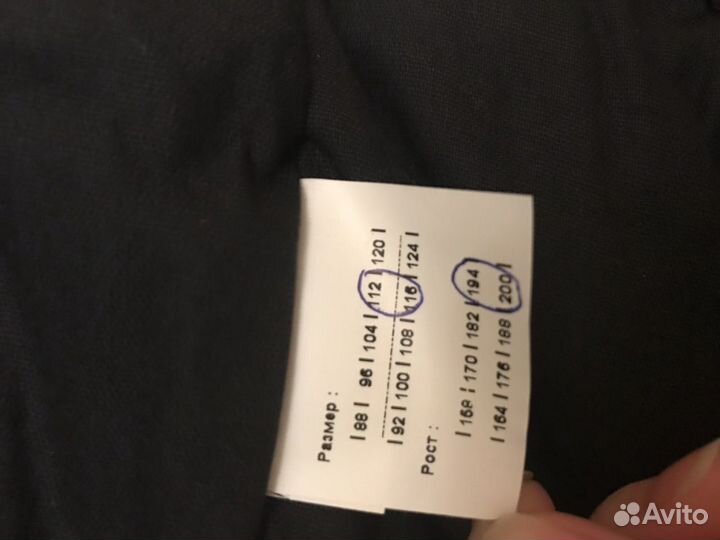 Размер :
| 88 | 96 | 104 | 112 | 120 |
| 92 | 100 | 108 | 116 | 124 |
Рост :
| 158 | 170 | 182 | 194 |
| 164 | 176 | 188 | 200 |
Avito